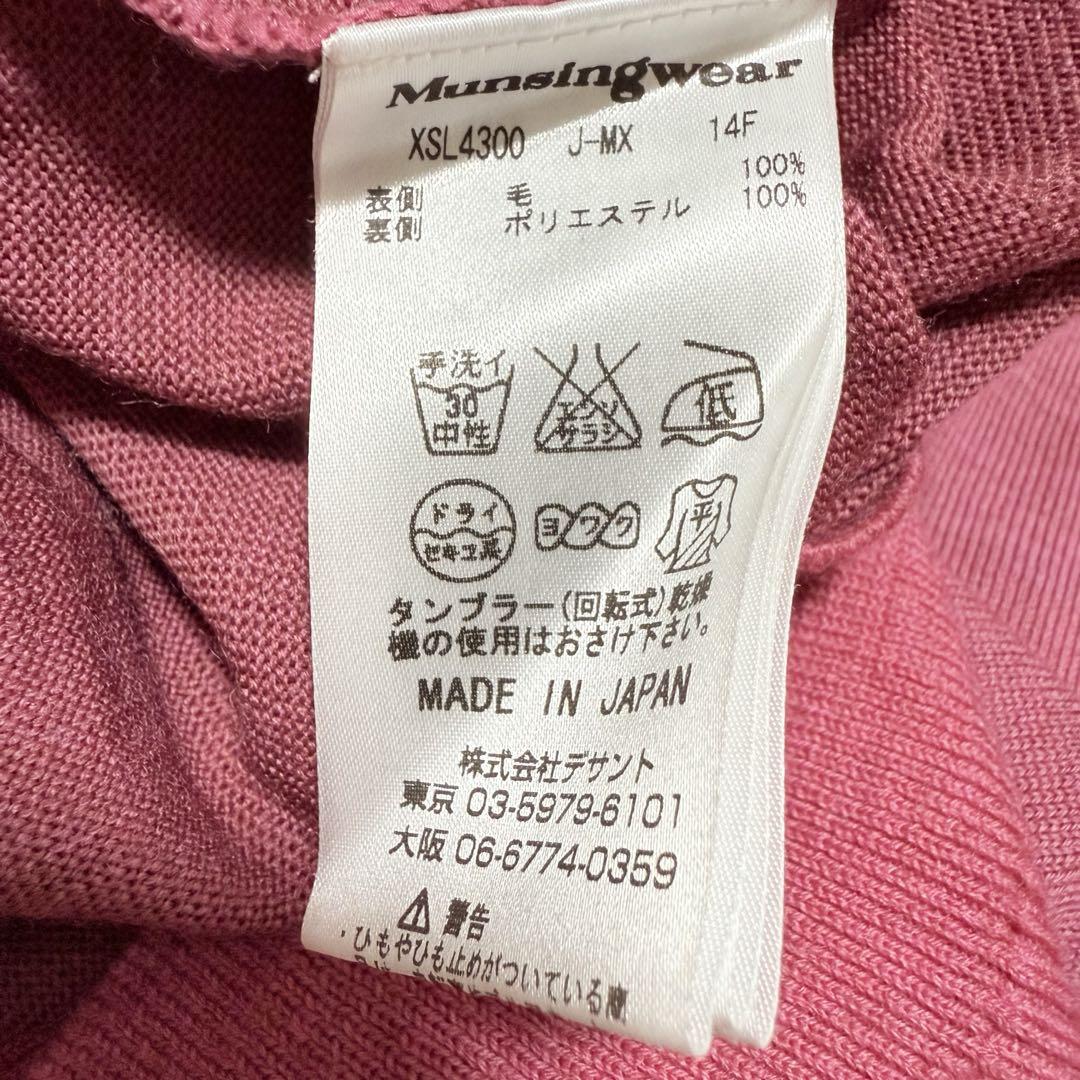 Munsingwear
XSL4300 J-MX 14F
表側 毛 100%
裏側 ポリエステル 100%
手洗イ
30
中性
エンソ
サラシ
低
ドライ
セキユ系
ヨワク
平
タンブラー(回転式)乾燥
機の使用はおさけ下さい。
MADE IN JAPAN
株式会社デサント
東京 03-5979-6101
大阪 06-6774-0359
警告
・ひもやひも止めがついている